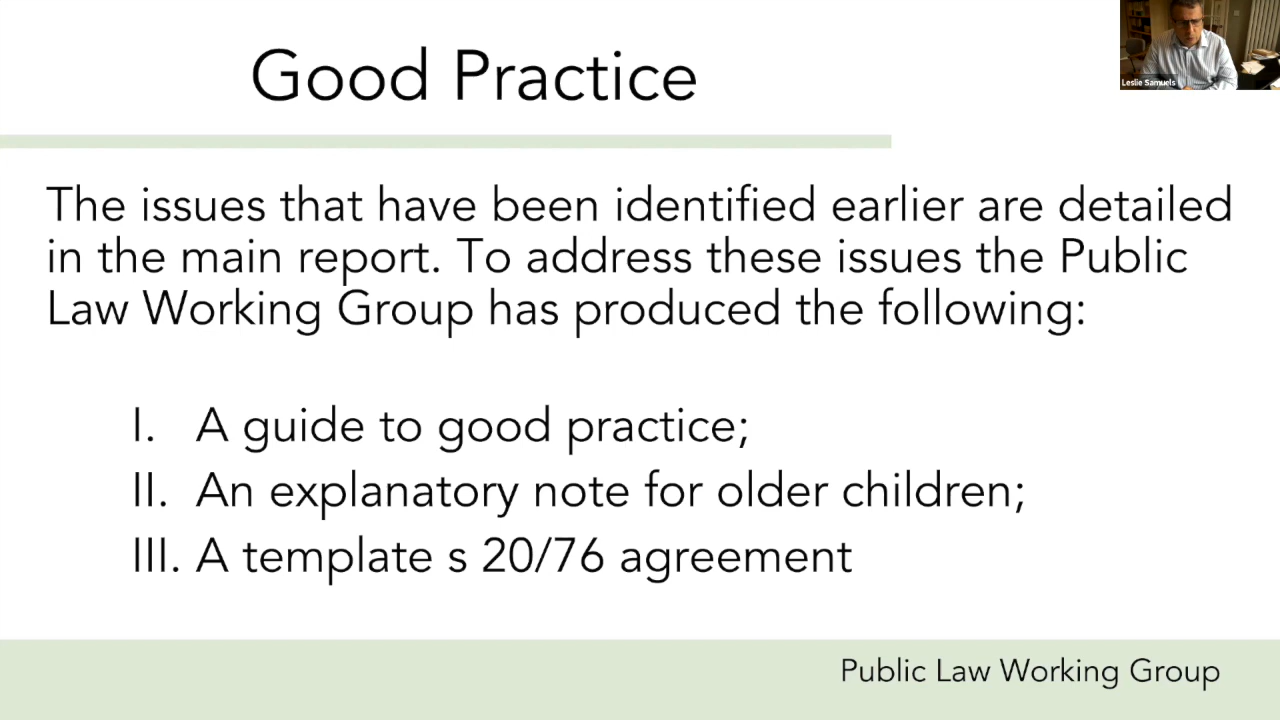 Good Practice
Leslie Samuels
The issues that have been identified earlier are detailed
in the main report. To address these issues the Public
Law Working Group has produced the following:
I. A guide to good practice;
II. An explanatory note for older children;
III. A template s 20/76 agreement
Public Law Working Group